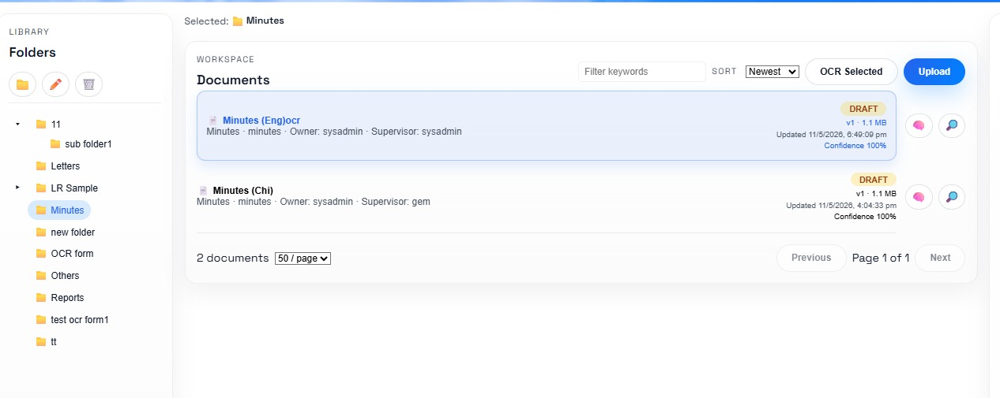 Selected: Minutes
LIBRARY
Folders
11
sub folder1
Letters
LR Sample
Minutes
new folder
OCR form
Others
Reports
test ocr form1
tt
WORKSPACE
Documents
Filter keywords
SORT
Newest
OCR Selected
Upload
Minutes (Eng)ocr
Minutes · minutes · Owner: sysadmin · Supervisor: sysadmin
DRAFT
v1 · 1.1 MB
Updated 11/5/2026, 6:49:09 pm
Confidence 100%
Minutes (Chi)
Minutes · minutes · Owner: sysadmin · Supervisor: gem
DRAFT
v1 · 1.1 MB
Updated 11/5/2026, 4:04:33 pm
Confidence 100%
2 documents
50 / page
Previous
Page 1 of 1
Next